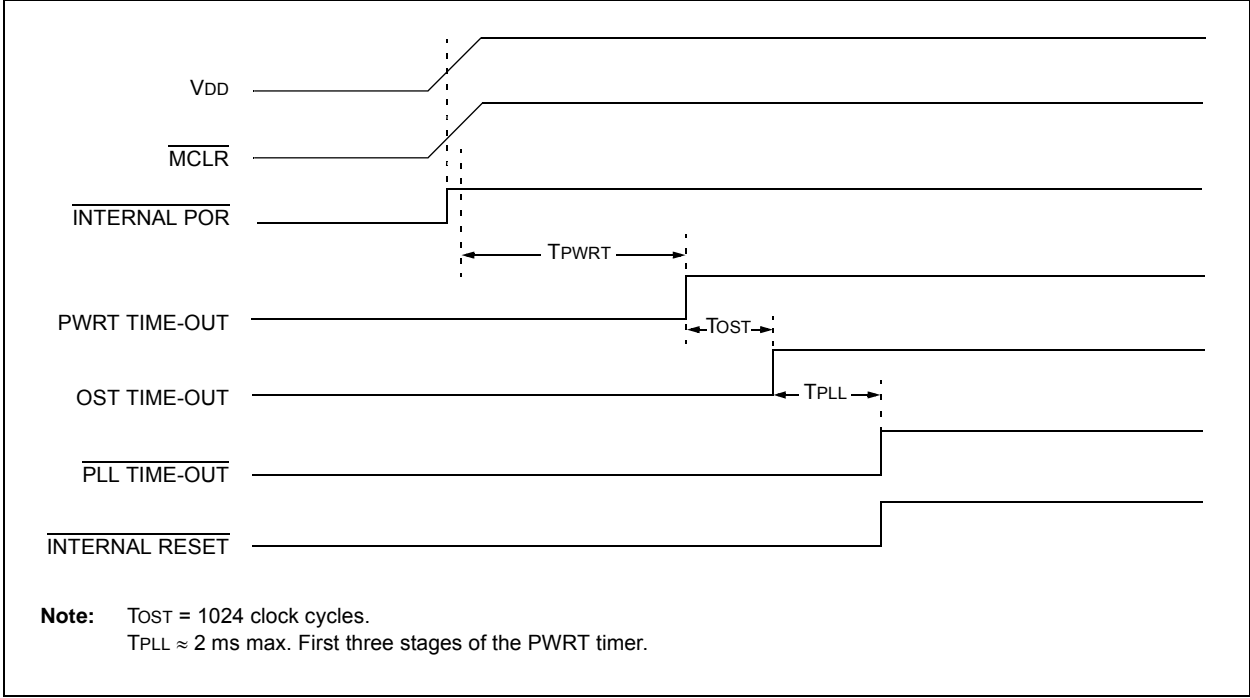 VDD
MCLR
INTERNAL POR
TPWRT
PWRT TIME-OUT
TOST
OST TIME-OUT
TPLL
PLL TIME-OUT
INTERNAL RESET
Note: TOST = 1024 clock cycles.
TPLL ≈ 2 ms max. First three stages of the PWRT timer.